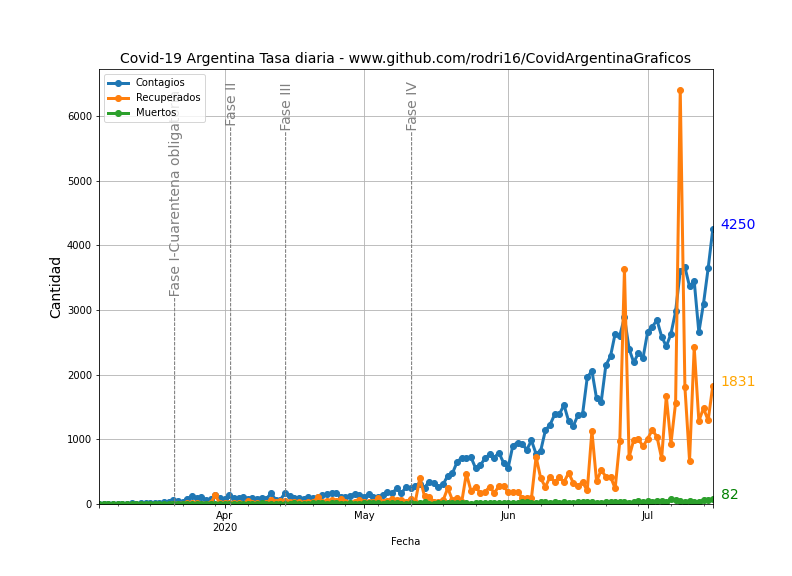 Covid-19 Argentina Tasa diaria - www.github.com/rodri16/CovidArgentinaGraficos
Contagios
Recuperados
Muertos
Fase I-Cuarentena obligatoria
Fase II
Fase III
Fase IV
Cantidad
6000
5000
4000
3000
2000
1000
0
4250
1831
82
Apr
2020
May
Jun
Jul
Fecha